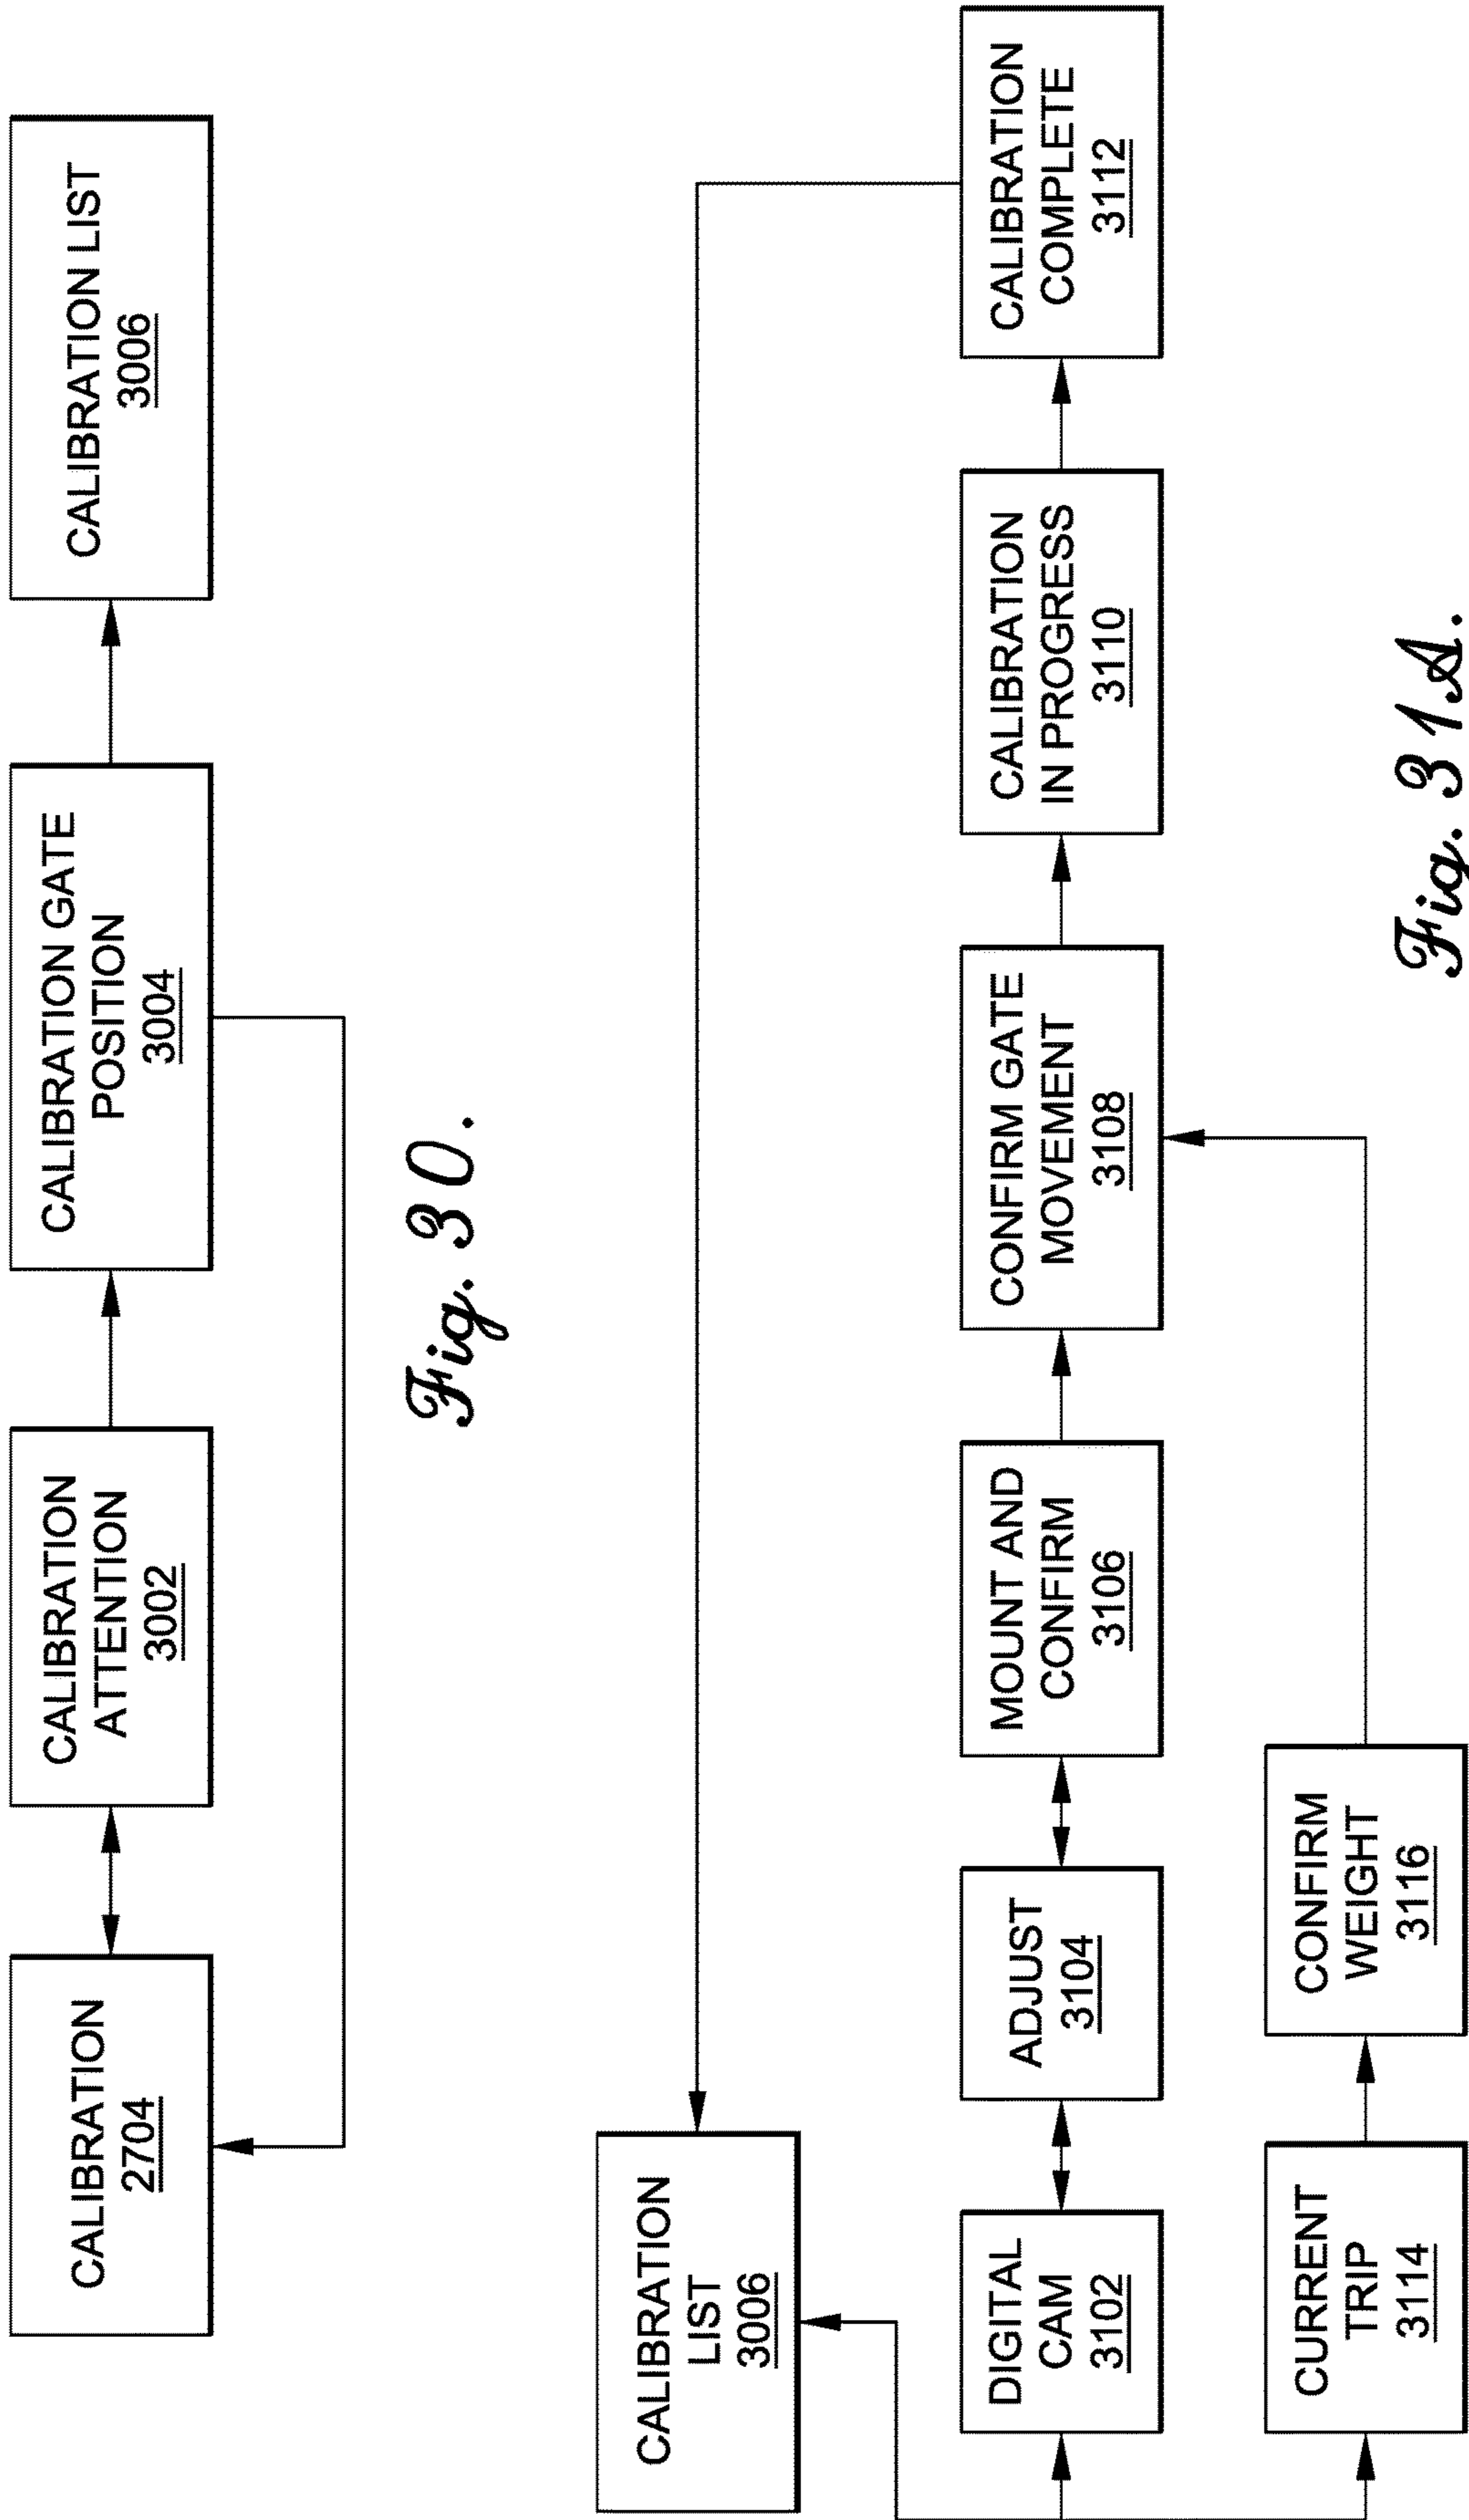 CALIBRATION
2704
CALIBRATION
ATTENTION
3002
CALIBRATION GATE
POSITION
3004
CALIBRATION LIST
3006
Fig. 30.
CALIBRATION
LIST
3006
DIGITAL
CAM
3102
ADJUST
3104
MOUNT AND
CONFIRM
3106
CONFIRM GATE
MOVEMENT
3108
CALIBRATION
IN PROGRESS
3110
CALIBRATION
COMPLETE
3112
CURRENT
TRIP
3114
CONFIRM
WEIGHT
3116
Fig. 31A.